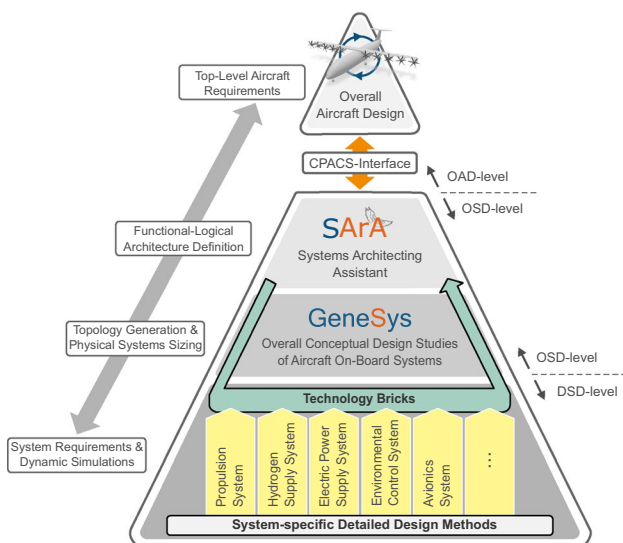 Top-Level Aircraft
Requirements
Overall
Aircraft Design
CPACS-Interface
OAD-level
OSD-level
Functional-Logical
Architecture Definition
SArA
Systems Architecting
Assistant
GeneSys
Overall Conceptual Design Studies
of Aircraft On-Board Systems
Topology Generation &
Physical Systems Sizing
OSD-level
DSD-level
Technology Bricks
System Requirements &
Dynamic Simulations
Propulsion
System
Hydrogen
Supply System
Electric Power
Supply System
Environmental
Control System
Avionics
System
...
System-specific Detailed Design Methods